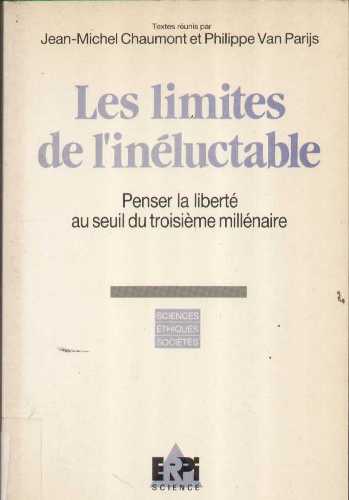 Textes réunis par
Jean-Michel Chaumont et Philippe Van Parijs
Les limites
de l'inéluctable
Penser la liberté
au seuil du troisième millénaire
SCIENCES
ÉTHIQUES
SOCIÉTÉS
ERPi
SCIENCE